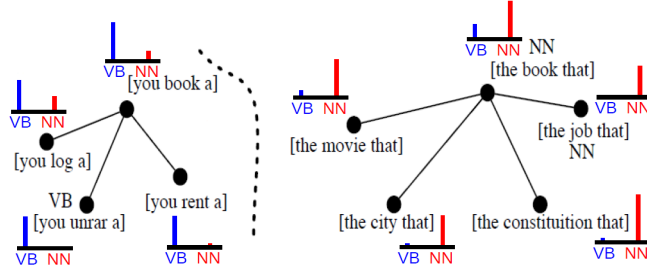 VB NN
[you book a]
VB NN
[you log a]
VB
[you unrar a]
VB NN
[you rent a]
VB NN
VB NN
NN
[the book that]
VB NN
[the movie that]
VB NN
[the job that]
NN
[the city that]
VB NN
[the constituition that]
VB NN